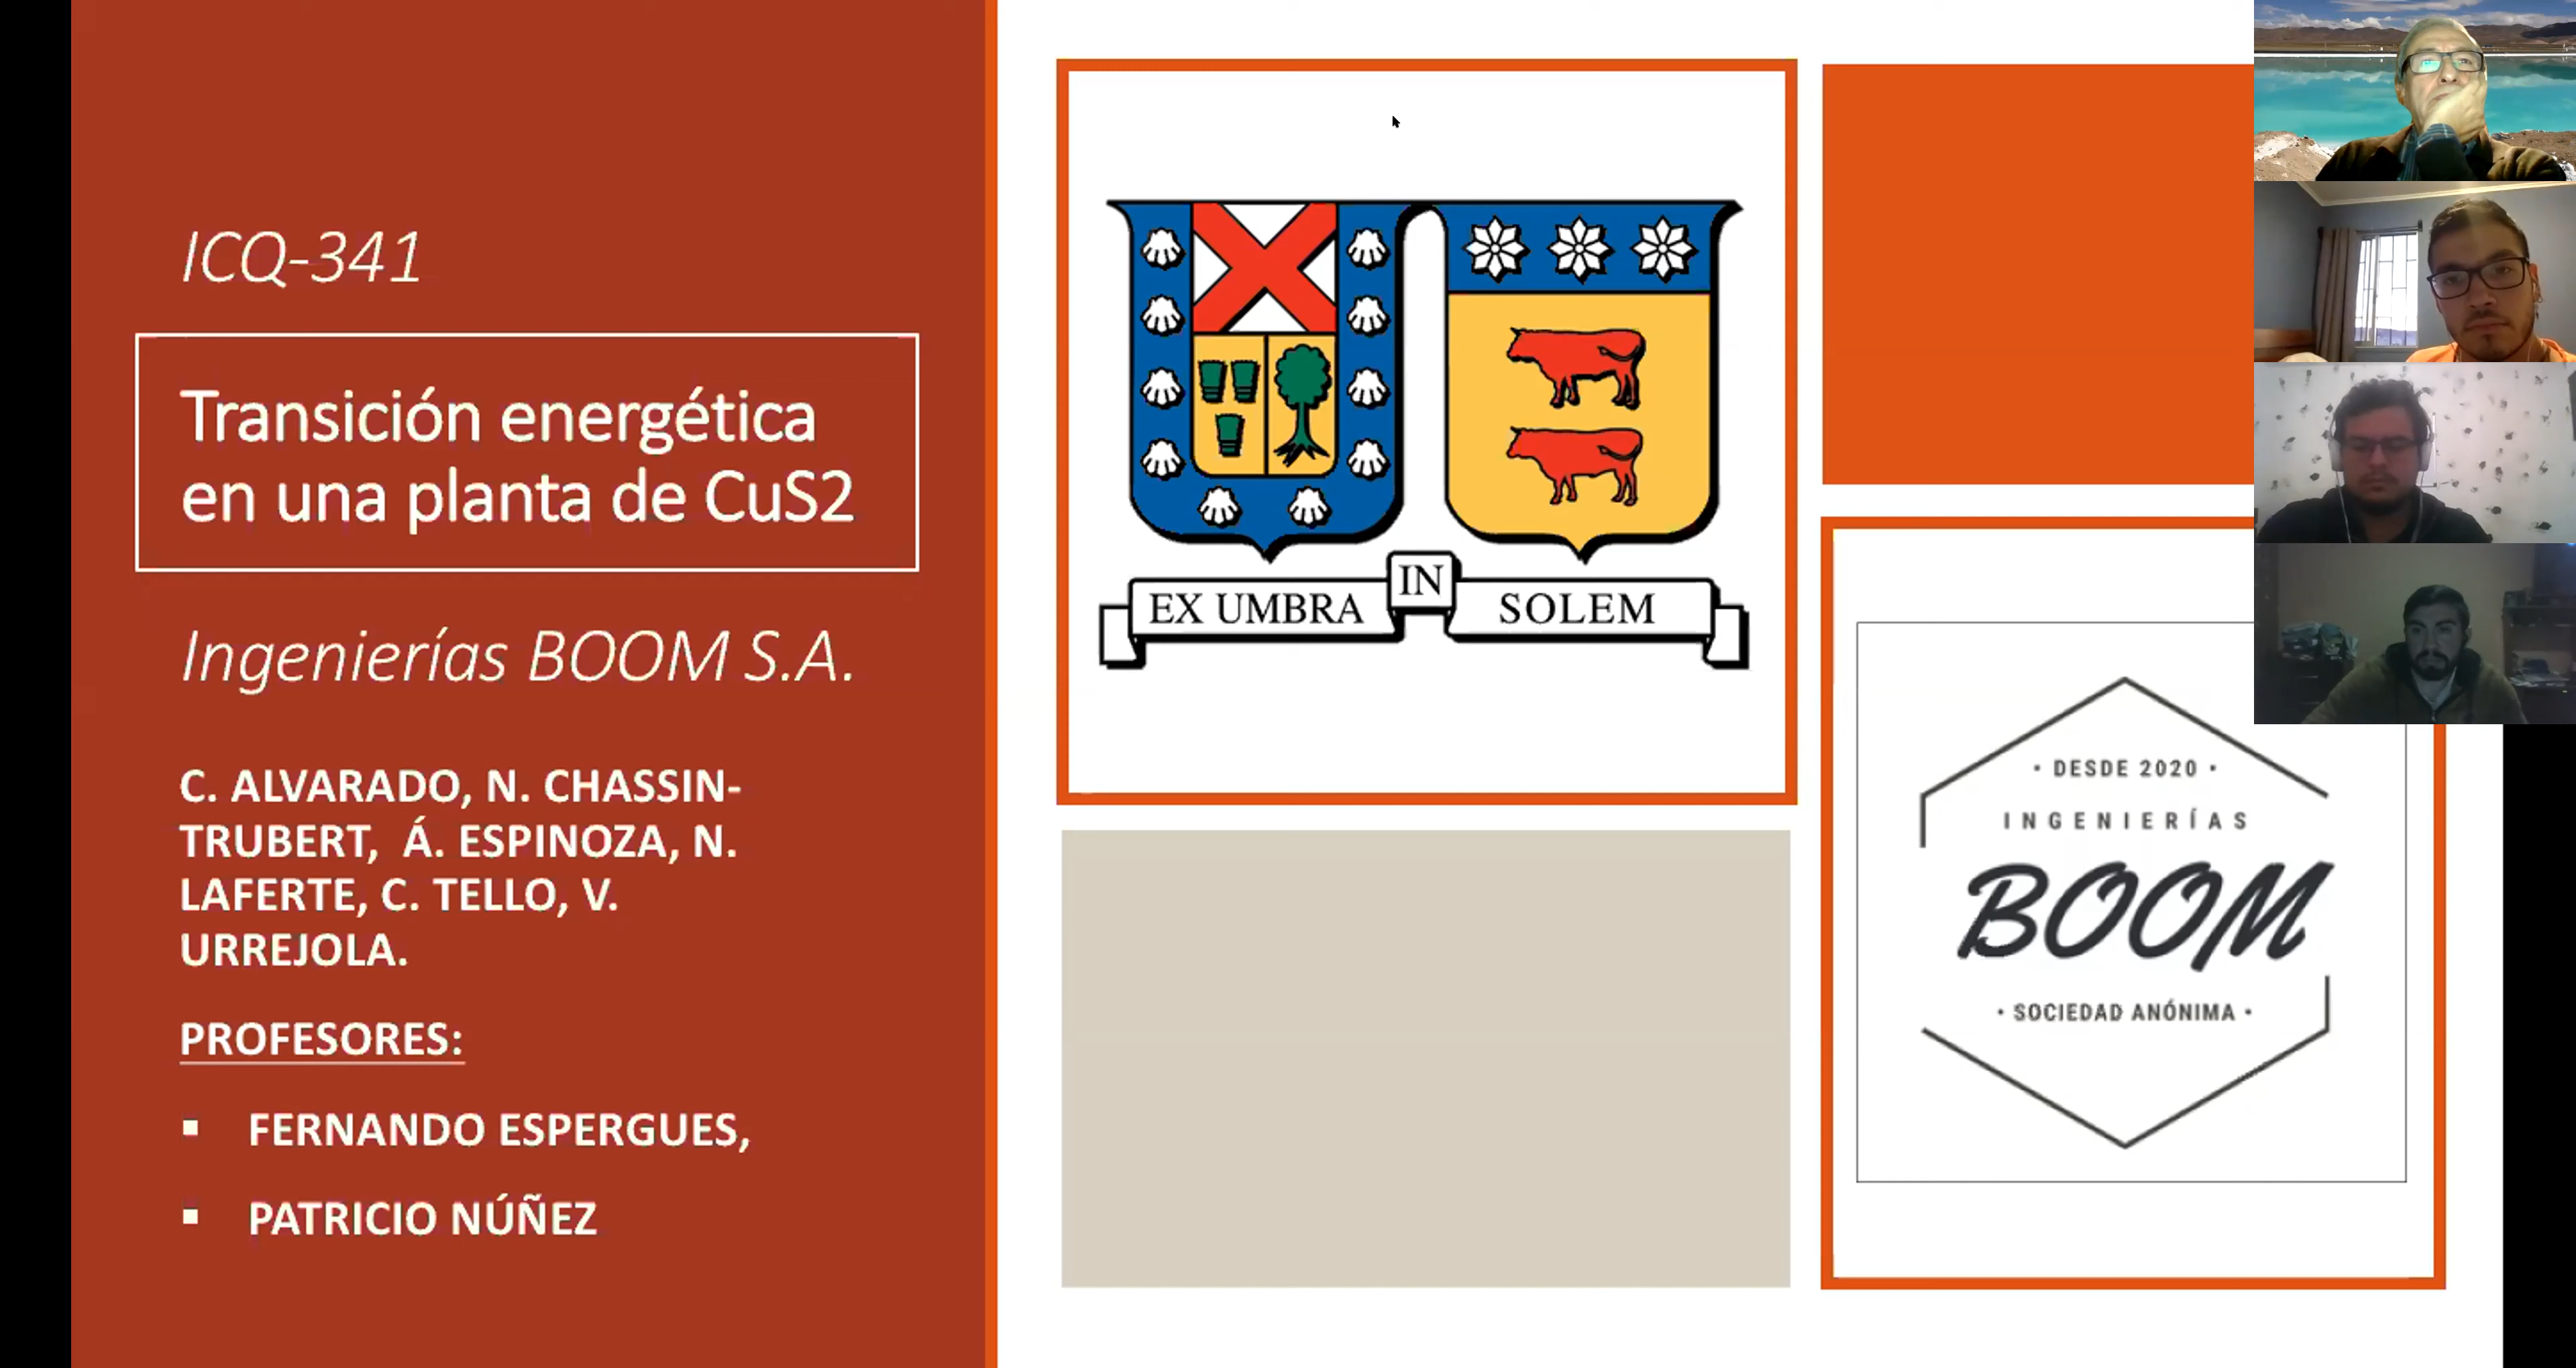 ICQ-341
Transición energética
en una planta de CuS2
Ingenierías BOOM S.A.
C. ALVARADO, N. CHASSIN-
TRUBERT, Á. ESPINOZA, N.
LAFERTE, C. TELLO, V.
URREJOLA.
PROFESORES:
▪ FERNANDO ESPERGUES,
▪ PATRICIO NÚÑEZ
EX UMBRA IN SOLEM
· DESDE 2020 ·
INGENIERÍAS
BOOM
· SOCIEDAD ANÓNIMA ·